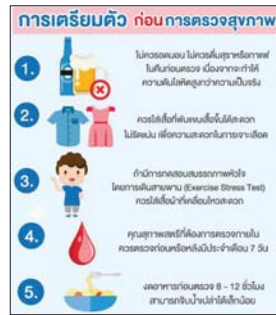 การเตรียมตัว ก่อนการตรวจสุขภาพ
1.
ไม่ควรอดนอน ไม่ควรดื่มสุราหรือกาแฟ
ในคืนก่อนตรวจ เนื่องจากจะทำให้
ความดันโลหิตสูงกว่าความเป็นจริง
2.
ควรใส่เสื้อที่พับแขนเสื้อขึ้นได้สะดวก
ไม่รัดแน่น เพื่อความสะดวกในการเจาะเลือด
3.
ถ้ามีการทดสอบสมรรถภาพหัวใจ
โดยการเดินสายพาน (Exercise Stress Test)
ควรใส่เสื้อผ้าที่เคลื่อนไหวสะดวก
4.
คุณสุภาพสตรีที่ต้องการตรวจภายใน
ควรตรวจก่อนหรือหลังมีประจำเดือน 7 วัน
5.
งดอาหารก่อนตรวจ 8 - 12 ชั่วโมง
สามารถจิบน้ำเปล่าได้เล็กน้อย